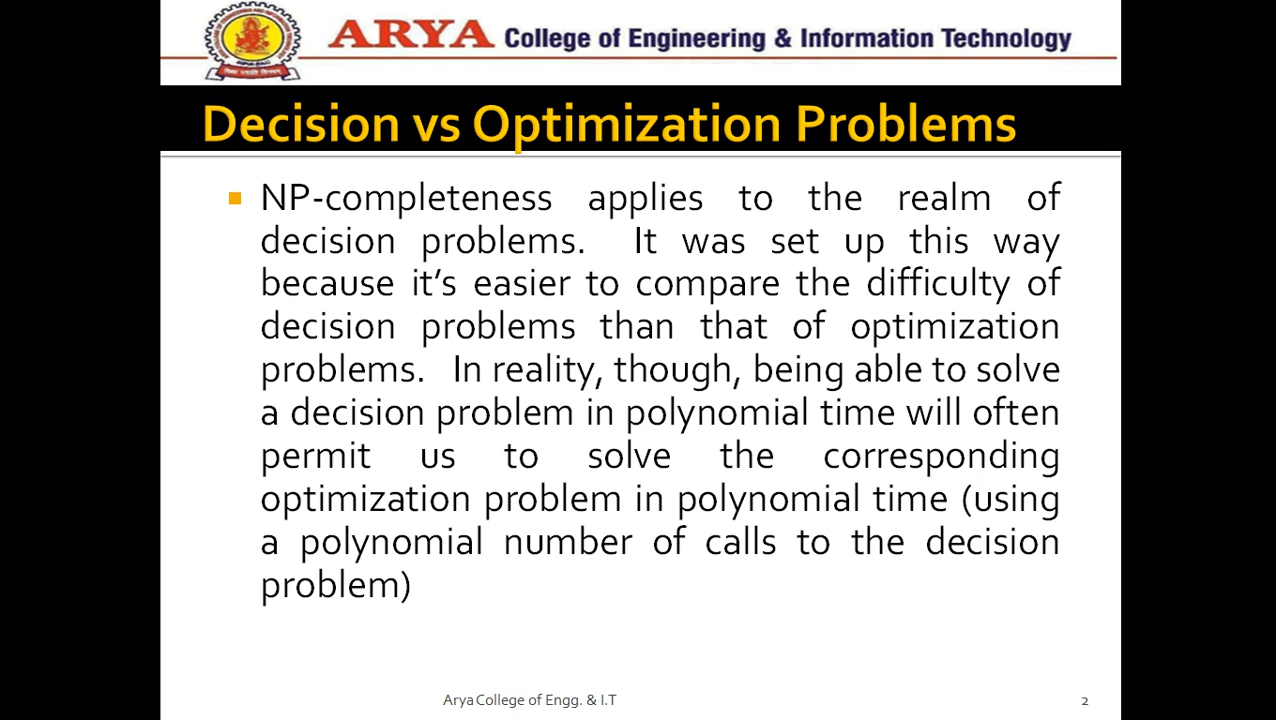 ARYA College of Engineering & Information Technology
Decision vs Optimization Problems
▪ NP-completeness applies to the realm of
decision problems. It was set up this way
because it’s easier to compare the difficulty of
decision problems than that of optimization
problems. In reality, though, being able to solve
a decision problem in polynomial time will often
permit us to solve the corresponding
optimization problem in polynomial time (using
a polynomial number of calls to the decision
problem)
Arya College of Engg. & I.T 2